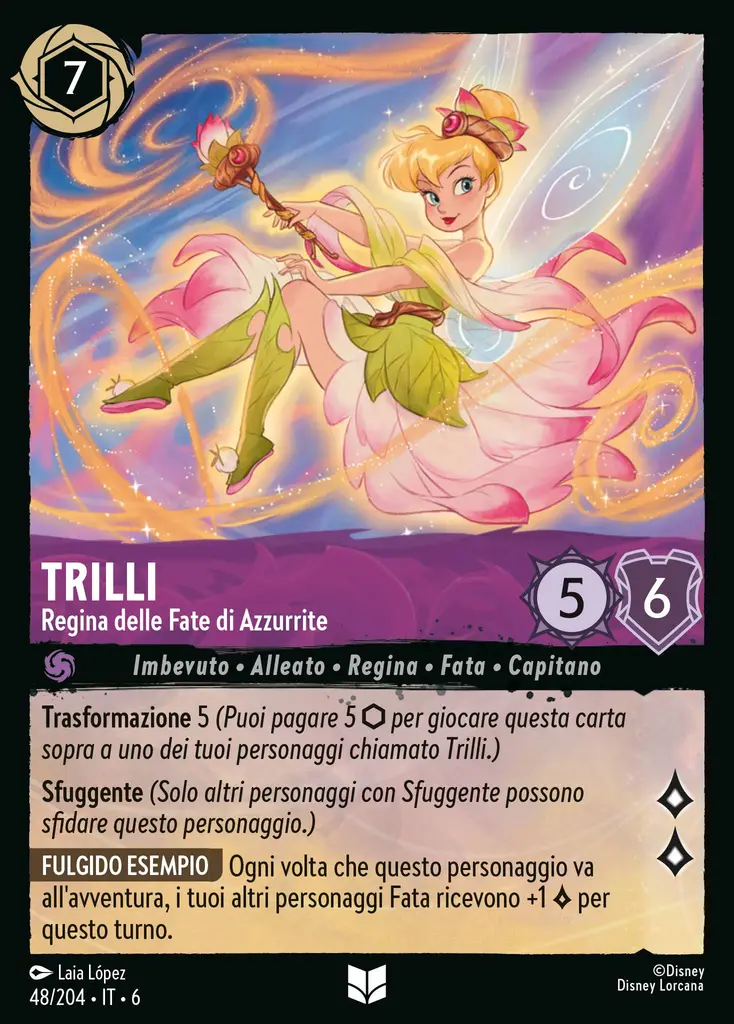 7
TRILLI
Regina delle Fate di Azzurrite
5
6
Imbevuto • Alleato • Regina • Fata • Capitano
Trasformazione 5 (Puoi pagare 5 ⬡ per giocare questa carta
sopra a uno dei tuoi personaggi chiamato Trilli.)
Sfuggente (Solo altri personaggi con Sfuggente possono
sfidare questo personaggio.)
FULGIDO ESEMPIO Ogni volta che questo personaggio va
all'avventura, i tuoi altri personaggi Fata ricevono +1 ◊ per
questo turno.
Laia López
©Disney
48/204 • IT • 6
Disney Lorcana